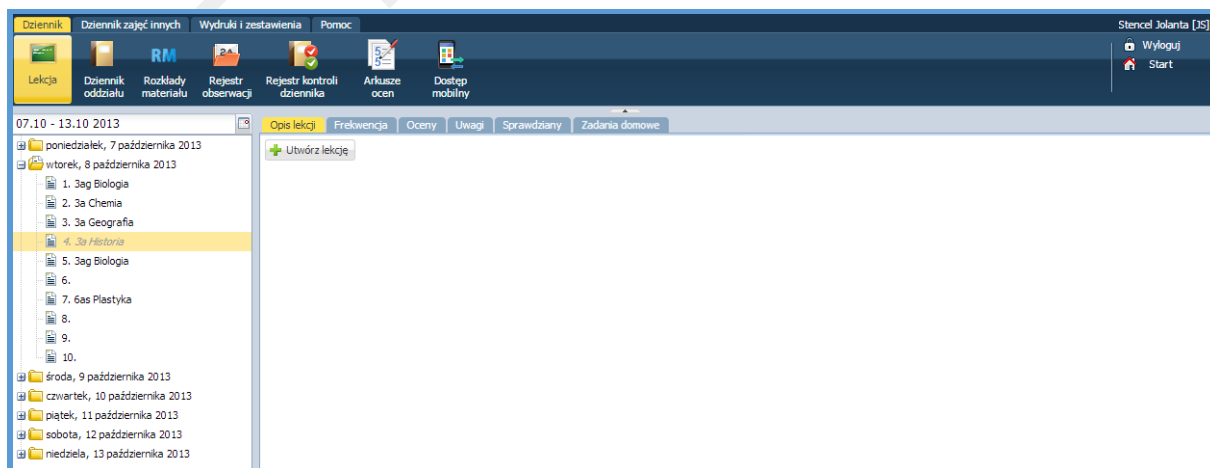 Dziennik Dziennik zajęć innych Wydruki i zestawienia Pomoc Stencel Jolanta [JS]
Wyloguj
Start
Lekcja Dziennik oddziału RM Rozkłady materiału Rejestr obserwacji Rejestr kontroli dziennika Arkusze ocen Dostęp mobilny
07.10 - 13.10 2013
Opis lekcji Frekwencja Oceny Uwagi Sprawdziany Zadania domowe
Utwórz lekcję
poniedziałek, 7 października 2013
wtorek, 8 października 2013
1. 3ag Biologia
2. 3a Chemia
3. 3a Geografia
4. 3a Historia
5. 3ag Biologia
6.
7. 6as Plastyka
8.
9.
10.
środa, 9 października 2013
czwartek, 10 października 2013
piątek, 11 października 2013
sobota, 12 października 2013
niedziela, 13 października 2013